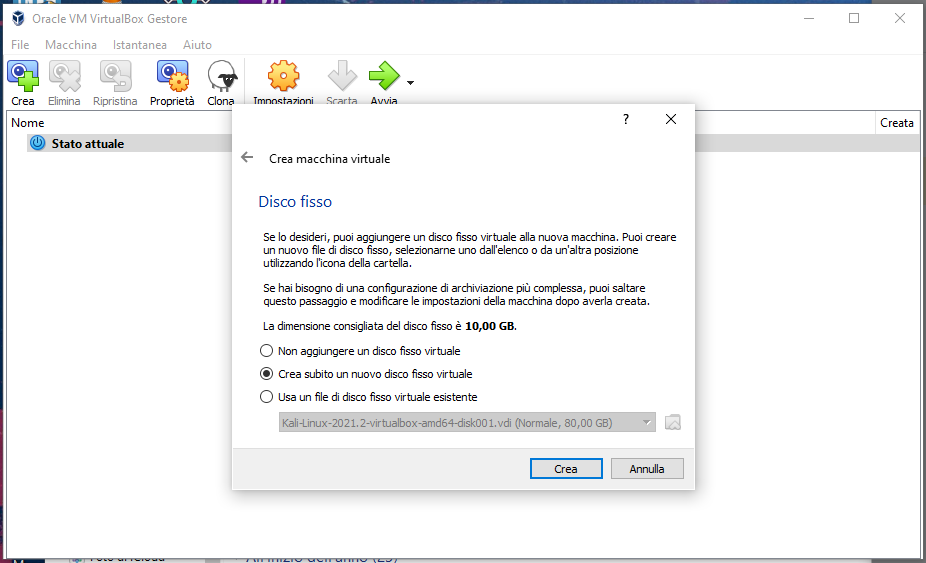 Oracle VM VirtualBox Gestore
File Macchina Istantanea Aiuto
Crea Elimina Ripristina Proprietà Clona Impostazioni Scarta Avvia
Nome Creata
Stato attuale
?
Crea macchina virtuale
Disco fisso
Se lo desideri, puoi aggiungere un disco fisso virtuale alla nuova macchina. Puoi creare
un nuovo file di disco fisso, selezionarne uno dall'elenco o da un'altra posizione
utilizzando l'icona della cartella.
Se hai bisogno di una configurazione di archiviazione più complessa, puoi saltare
questo passaggio e modificare le impostazioni della macchina dopo averla creata.
La dimensione consigliata del disco fisso è 10,00 GB.
Non aggiungere un disco fisso virtuale
Crea subito un nuovo disco fisso virtuale
Usa un file di disco fisso virtuale esistente
Kali-Linux-2021.2-virtualbox-amd64-disk001.vdi (Normale, 80,00 GB)
Crea Annulla
All'inizio dell'anno (29)